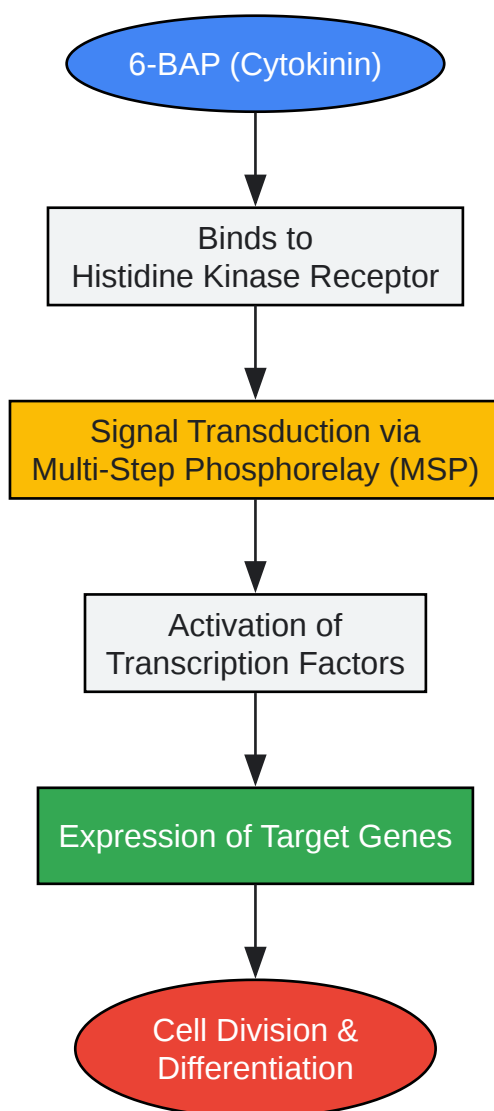 6-BAP (Cytokinin)
Binds to
Histidine Kinase Receptor
Signal Transduction via
Multi-Step Phosphorelay (MSP)
Activation of
Transcription Factors
Expression of Target Genes
Cell Division &
Differentiation